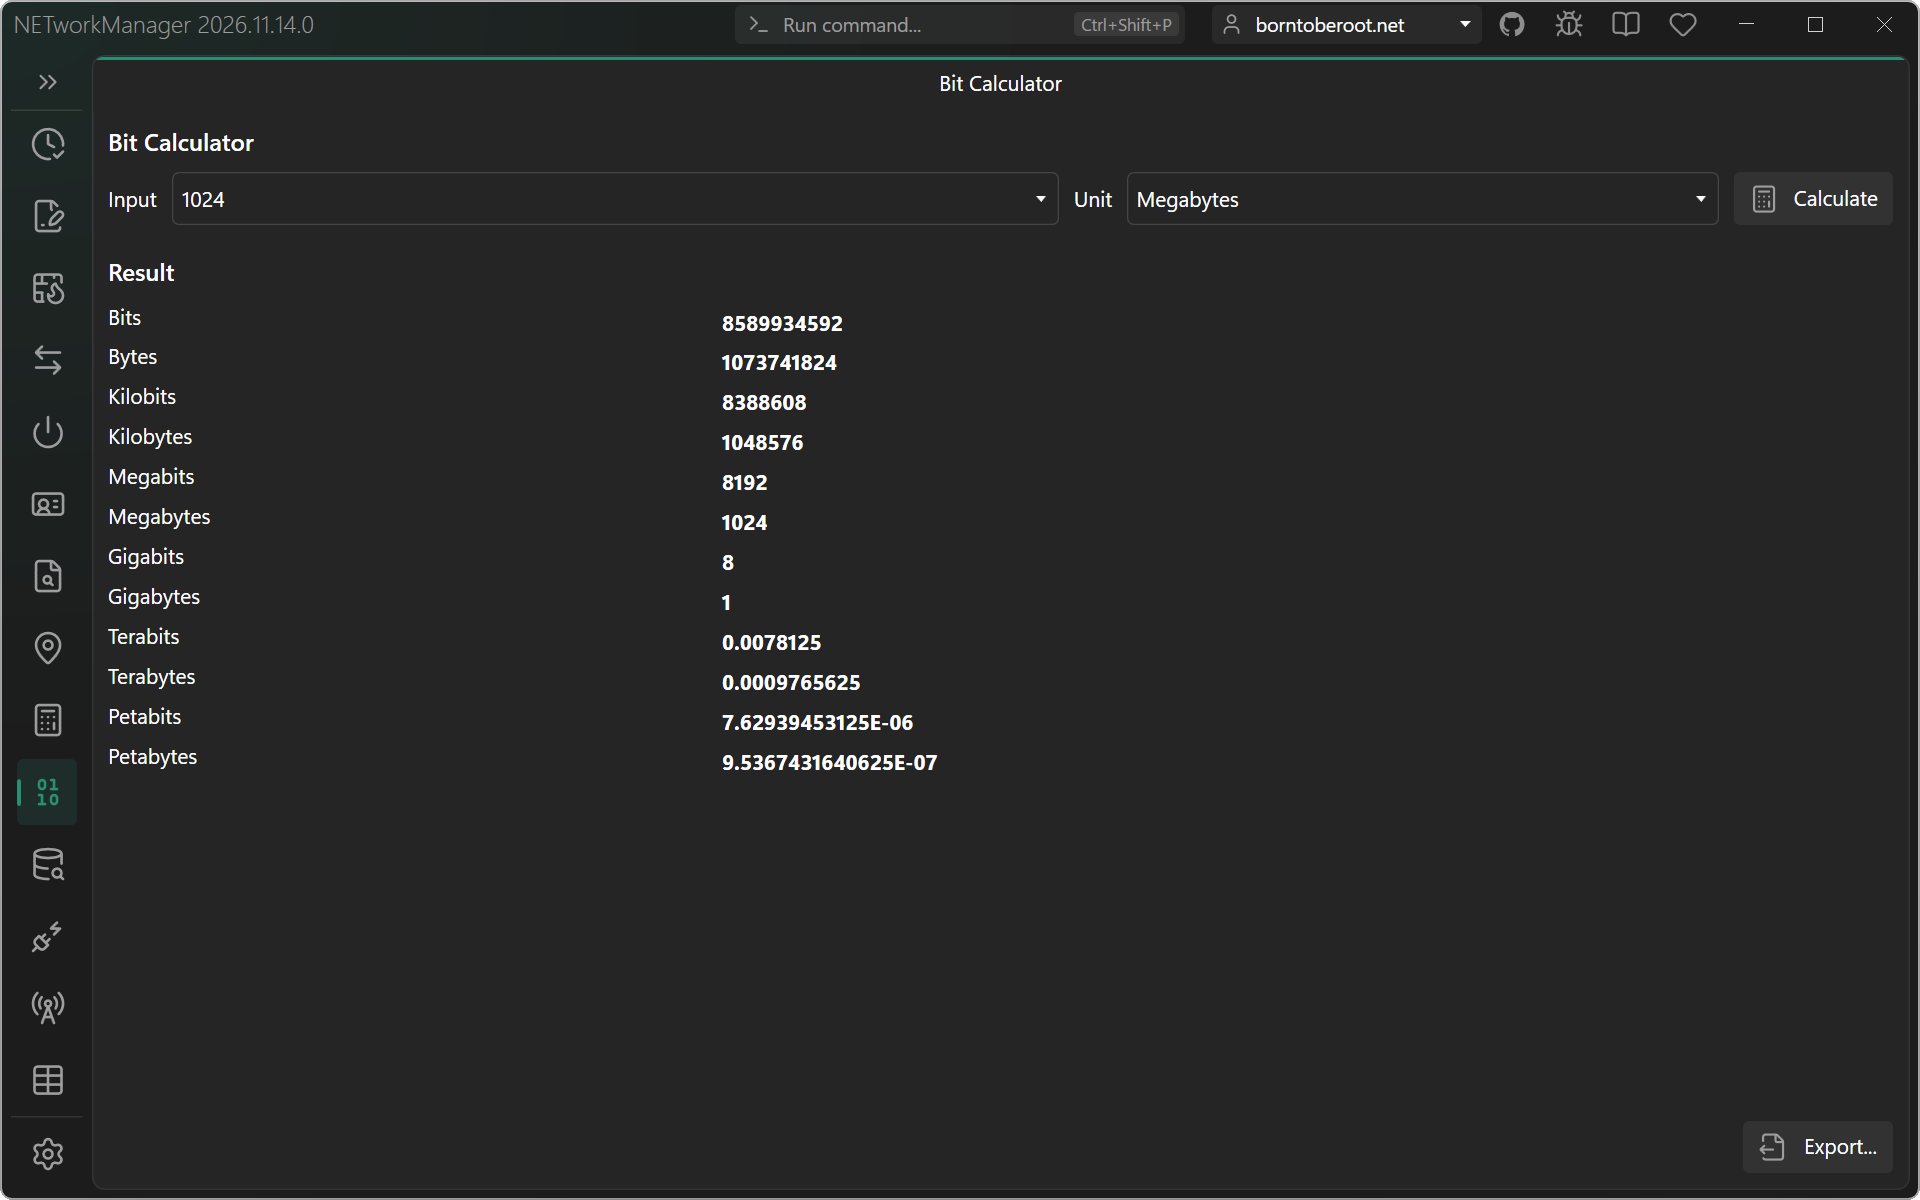 NETworkManager 2026.11.14.0
Run command... Ctrl+Shift+P
borntoberoot.net
Bit Calculator
Bit Calculator
Input 1024 Unit Megabytes Calculate
Result
Bits 8589934592
Bytes 1073741824
Kilobits 8388608
Kilobytes 1048576
Megabits 8192
Megabytes 1024
Gigabits 8
Gigabytes 1
Terabits 0.0078125
Terabytes 0.0009765625
Petabits 7.62939453125E-06
Petabytes 9.5367431640625E-07
01
10
Export...